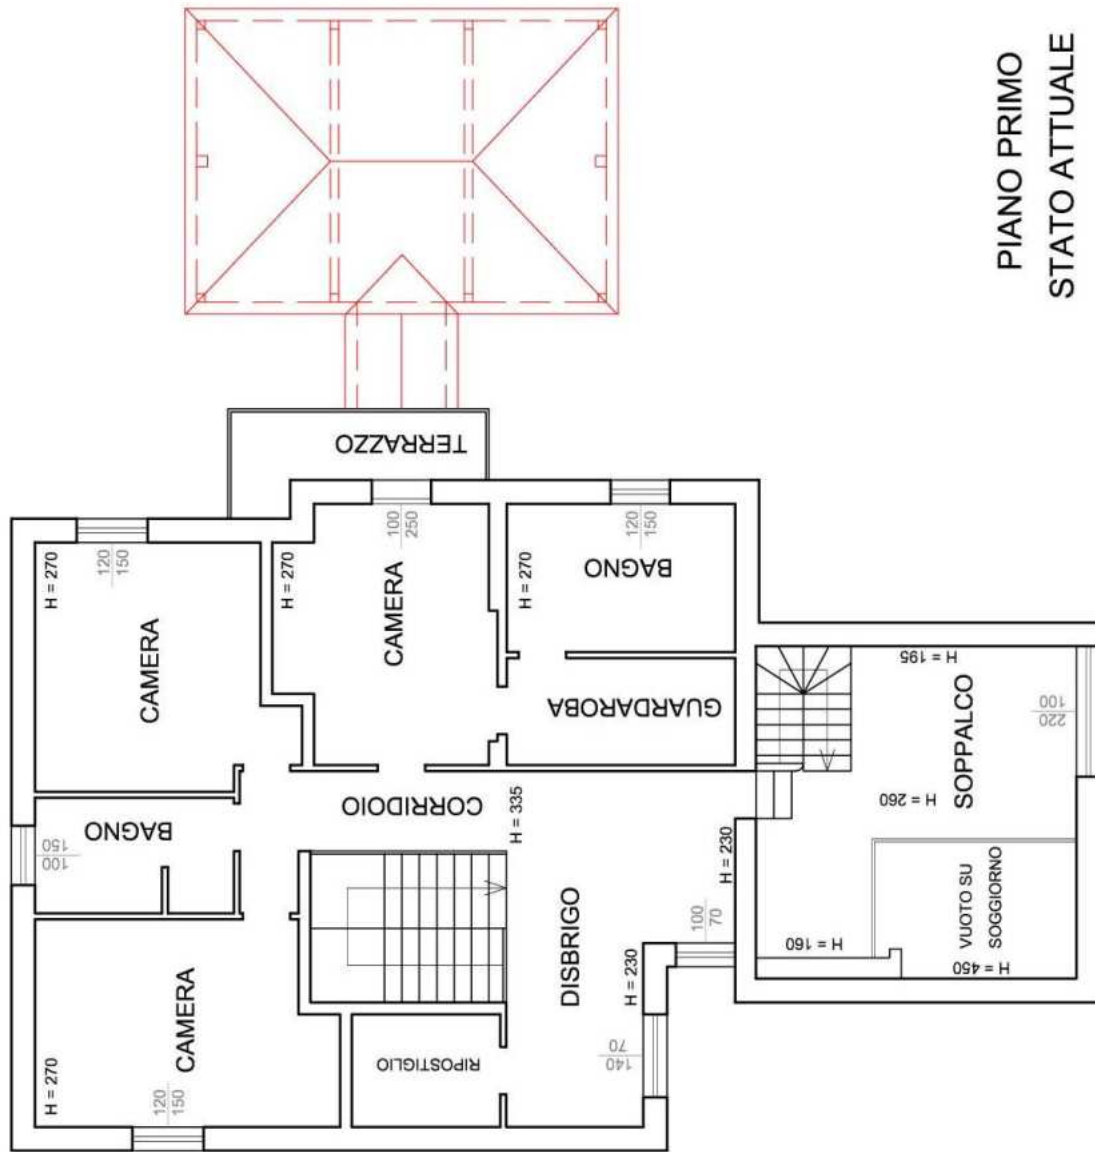 PIANO PRIMO
STATO ATTUALE
TERRAZZO
H = 270
120
150
CAMERA
H = 270
100
250
CAMERA
H = 270
120
150
BAGNO
GUARDAROBA
BAGNO
100
150
CORRIDOIO
H = 335
H = 195
220
100
SOPPALCO
H = 260
H = 230
100
70
DISBRIGO
H = 230
H = 160
VUOTO SU
SOGGIORNO
H = 450
CAMERA
H = 270
120
150
RIPOSTIGLIO
140
70